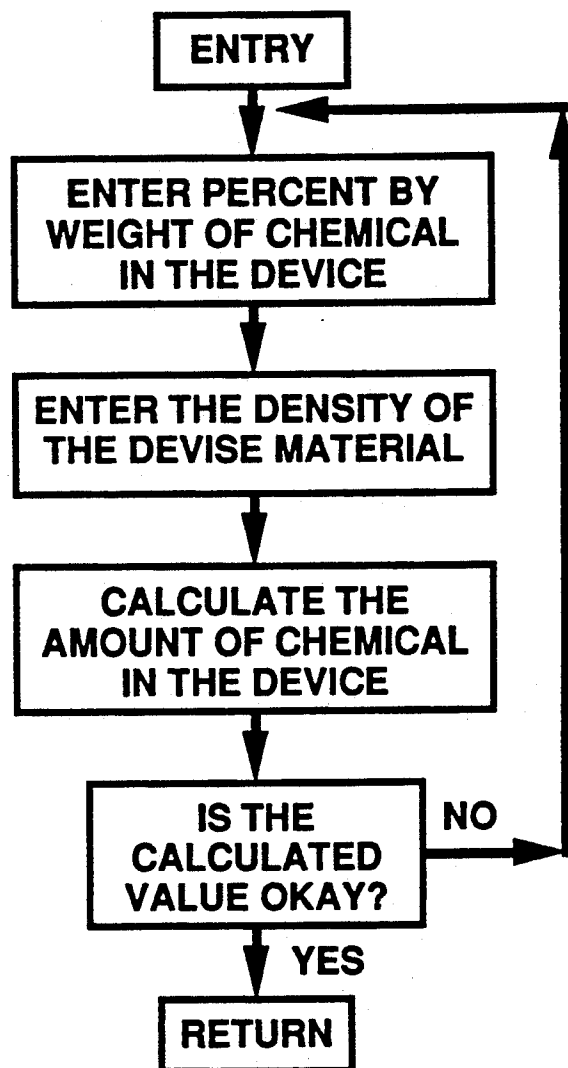 ENTRY
ENTER PERCENT BY
WEIGHT OF CHEMICAL
IN THE DEVICE
ENTER THE DENSITY OF
THE DEVISE MATERIAL
CALCULATE THE
AMOUNT OF CHEMICAL
IN THE DEVICE
IS THE
CALCULATED
VALUE OKAY?
NO
YES
RETURN